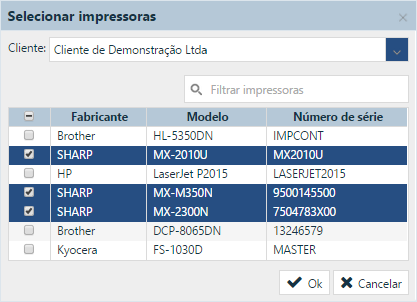 Selecionar impressoras
Cliente: Cliente de Demonstração Ltda
Filtrar impressoras
Fabricante Modelo Número de série
Brother HL-5350DN IMPCONT
SHARP MX-2010U MX2010U
HP LaserJet P2015 LASERJET2015
SHARP MX-M350N 9500145500
SHARP MX-2300N 7504783X00
Brother DCP-8065DN 13246579
Kyocera FS-1030D MASTER
Ok Cancelar